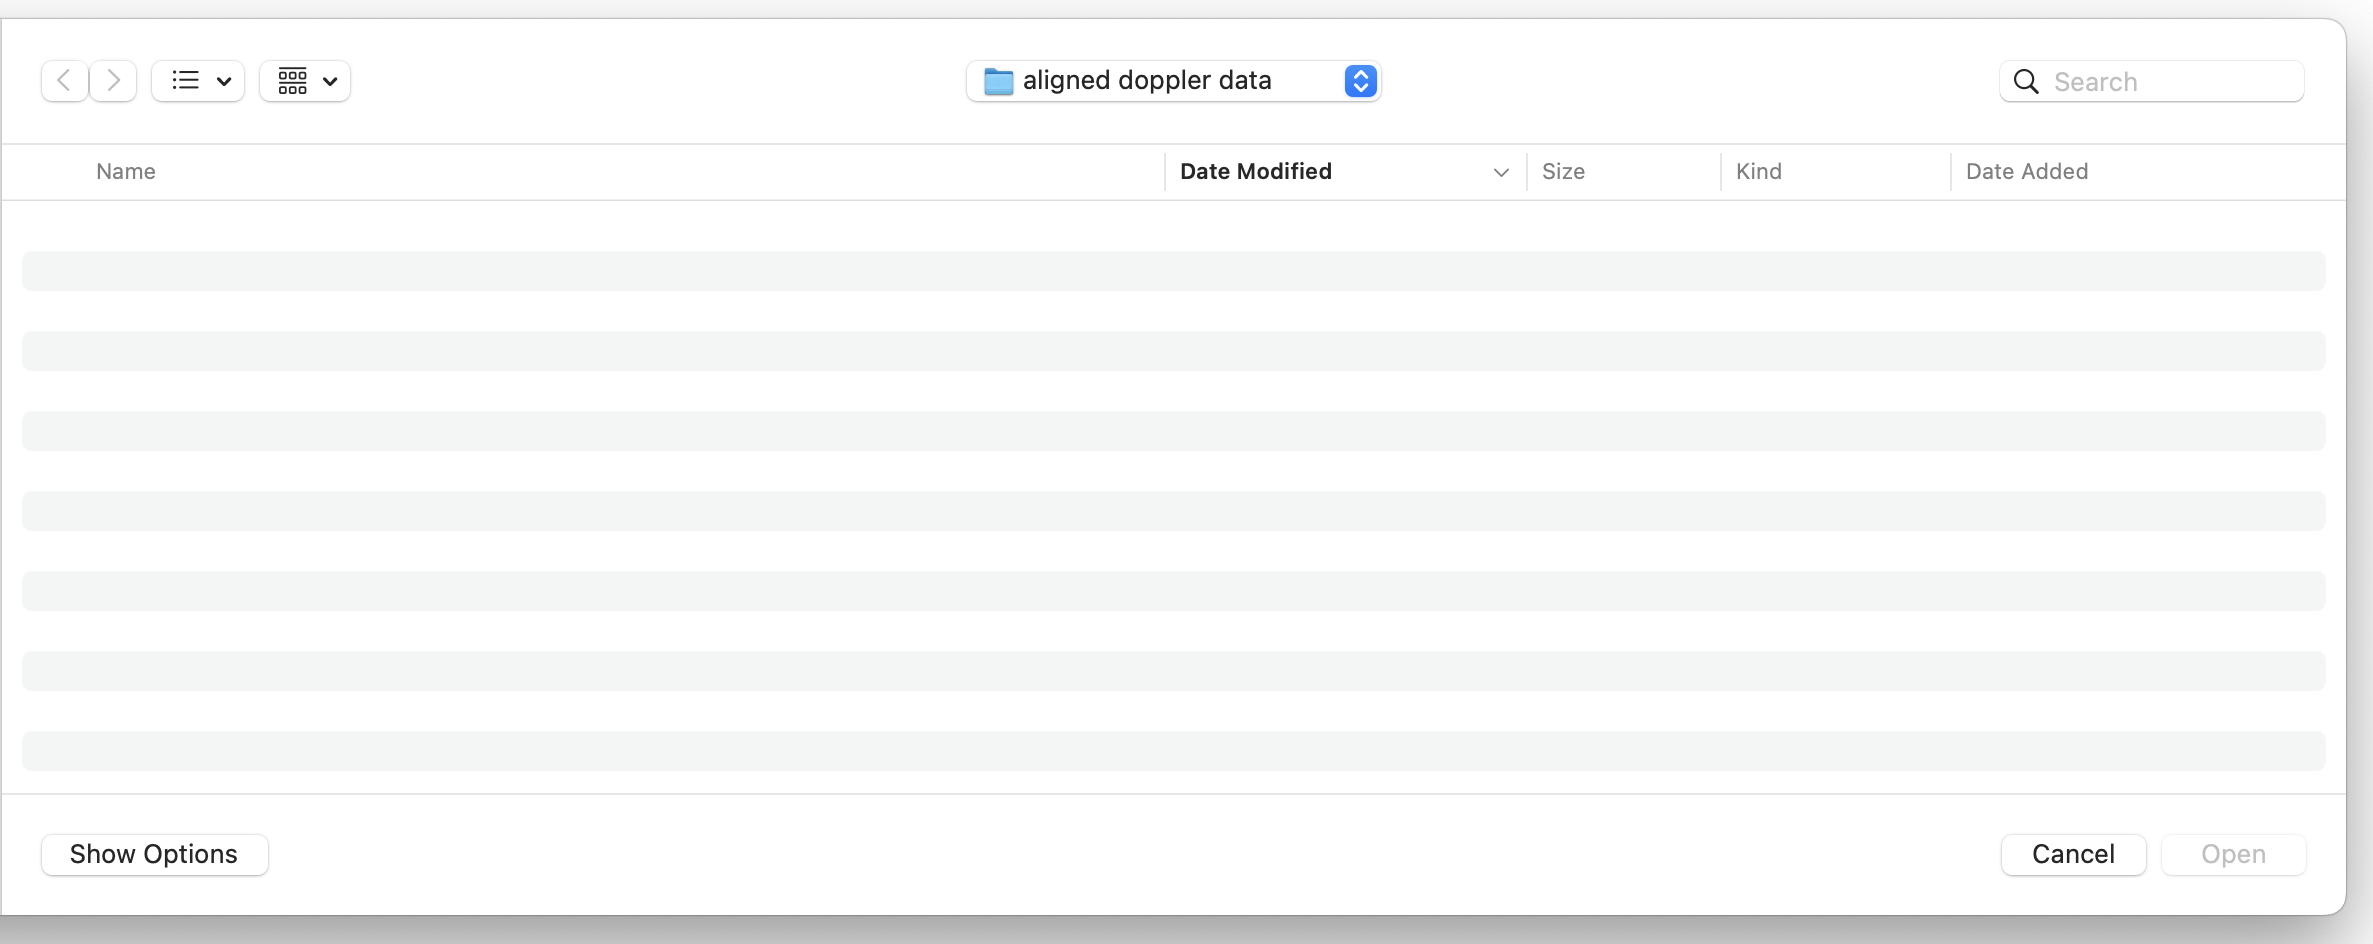 aligned doppler data
Search
Name Date Modified Size Kind Date Added
Show Options Cancel Open